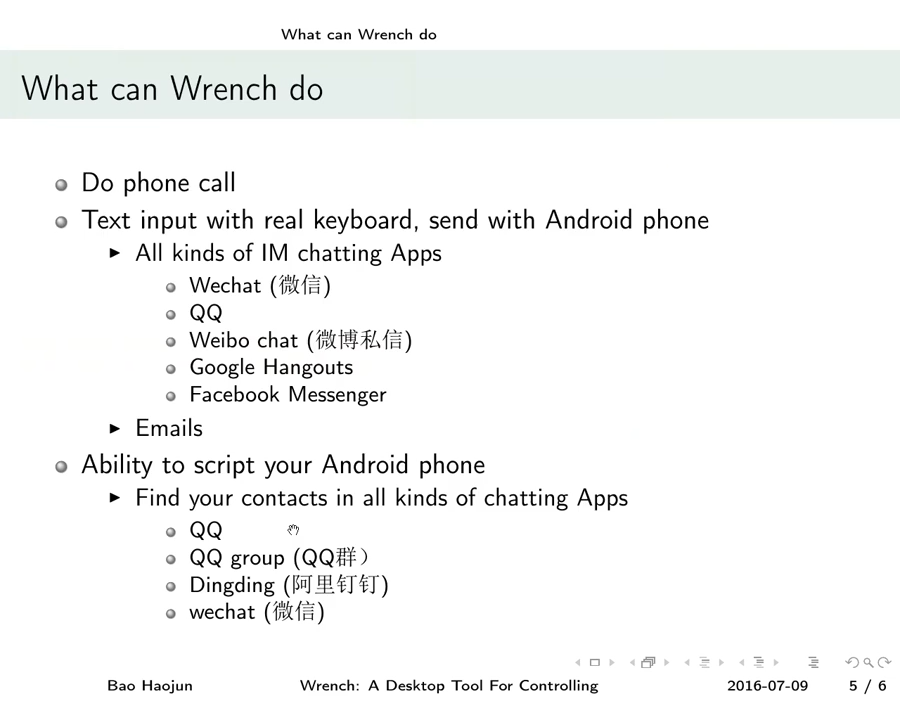 What can Wrench do
What can Wrench do
Do phone call
Text input with real keyboard, send with Android phone
All kinds of IM chatting Apps
Wechat (微信)
QQ
Weibo chat (微博私信)
Google Hangouts
Facebook Messenger
Emails
Ability to script your Android phone
Find your contacts in all kinds of chatting Apps
QQ
QQ group (QQ群）
Dingding (阿里钉钉)
wechat (微信)
Bao Haojun Wrench: A Desktop Tool For Controlling 2016-07-09 5 / 6